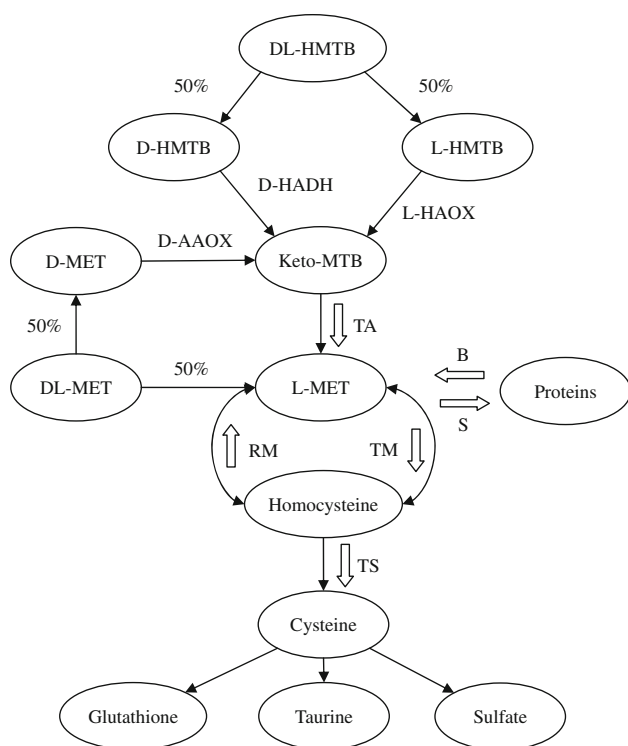 DL-HMTB
50%
50%
D-HMTB
L-HMTB
D-HADH
L-HAOX
D-AAOX
D-MET
Keto-MTB
50%
TA
B
50%
DL-MET
L-MET
Proteins
S
RM
TM
Homocysteine
TS
Cysteine
Glutathione
Taurine
Sulfate